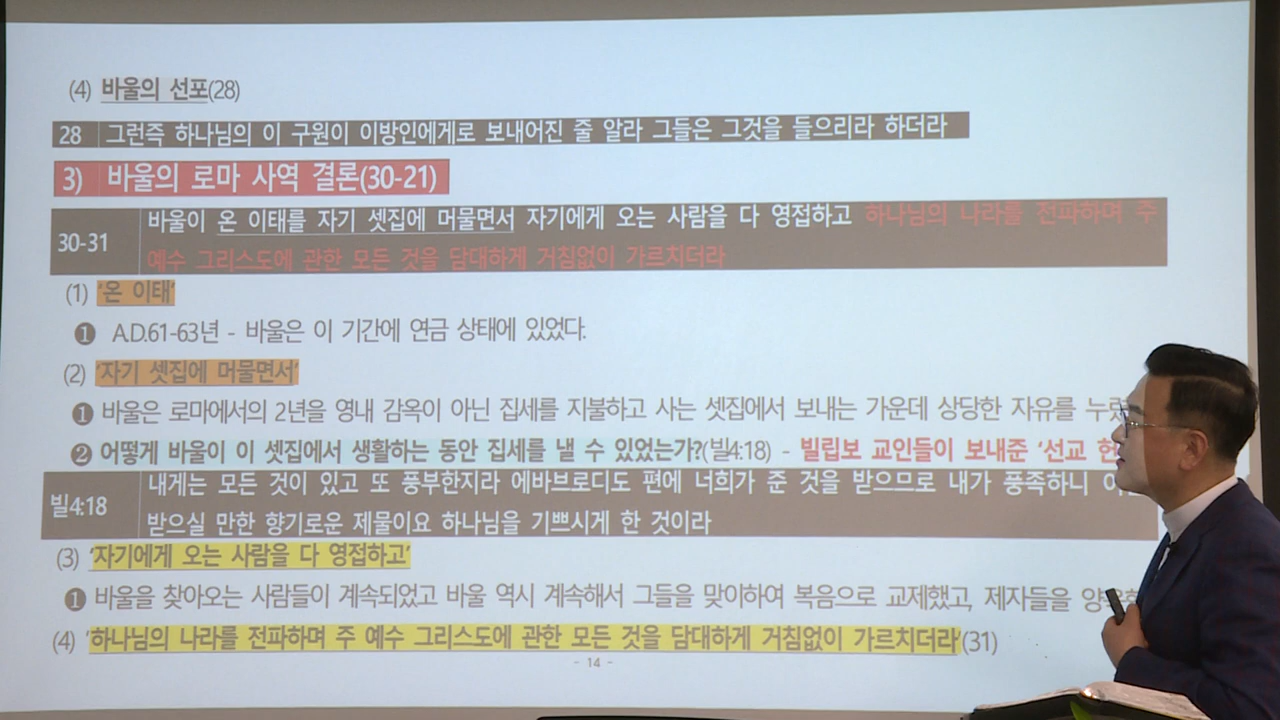 (4) 바울의 선포(28)
28 그런즉 하나님의 이 구원이 이방인에게로 보내어진 줄 알라 그들은 그것을 들으리라 하더라
3) 바울의 로마 사역 결론(30-21)
30-31 바울이 온 이태를 자기 셋집에 머물면서 자기에게 오는 사람을 다 영접하고 하나님의 나라를 전파하며 주
예수 그리스도에 관한 모든 것을 담대하게 거침없이 가르치더라
(1) '온 이태'
❶ A.D.61-63년 - 바울은 이 기간에 연금 상태에 있었다.
(2) '자기 셋집에 머물면서'
❶ 바울은 로마에서의 2년을 영내 감옥이 아닌 집세를 지불하고 사는 셋집에서 보내는 가운데 상당한 자유를
❷ 어떻게 바울이 이 셋집에서 생활하는 동안 집세를 낼 수 있었는가?(빌4:18) - 빌립보 교인들이 보내준 '선교
빌4:18 내게는 모든 것이 있고 또 풍부한지라 에바브로디도 편에 너희가 준 것을 받으므로 내가 풍족하니
받으실 만한 향기로운 제물이요 하나님을 기쁘시게 한 것이라
(3) '자기에게 오는 사람을 다 영접하고'
❶ 바울을 찾아오는 사람들이 계속되었고 바울 역시 계속해서 그들을 맞이하여 복음으로 교제했고, 제자들을
(4) '하나님의 나라를 전파하며 주 예수 그리스도에 관한 모든 것을 담대하게 거침없이 가르치더라'(31)
- 14 -